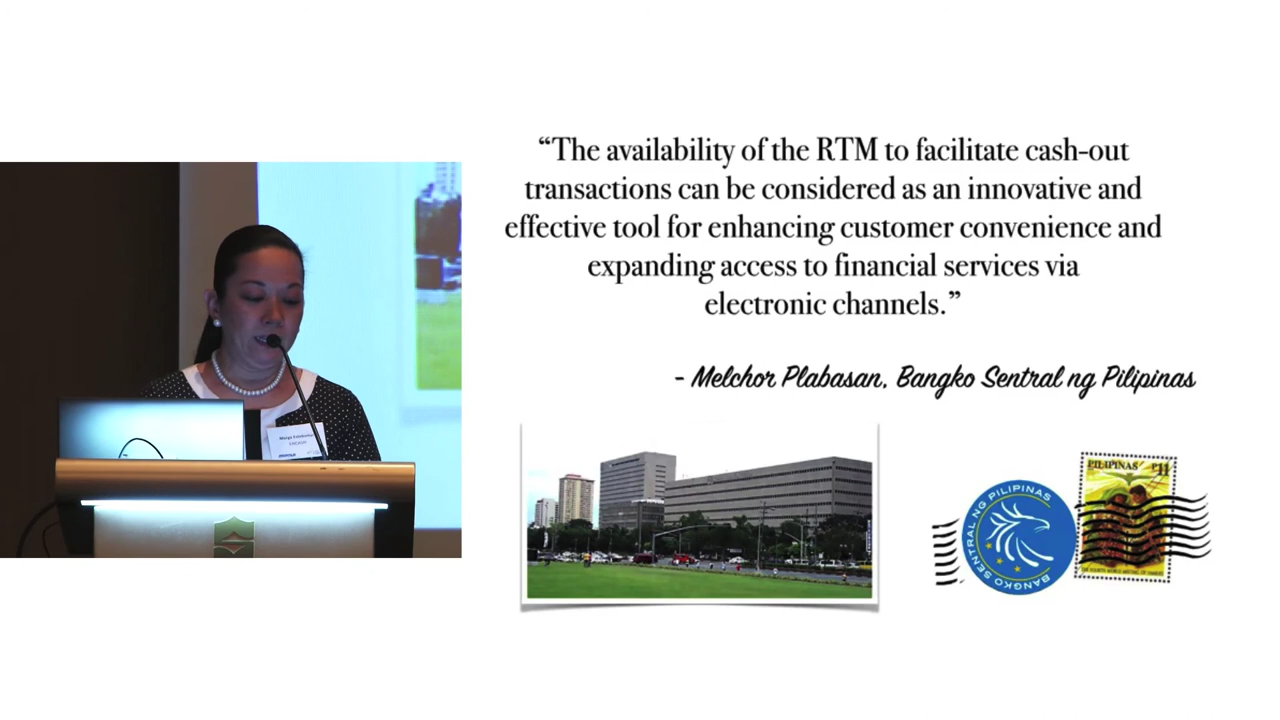 “The availability of the RTM to facilitate cash-out
transactions can be considered as an innovative and
effective tool for enhancing customer convenience and
expanding access to financial services via
electronic channels.”
- Melchor Plabasan, Bangko Sentral ng Pilipinas
BANGKO SENTRAL NG PILIPINAS
PILIPINAS P11